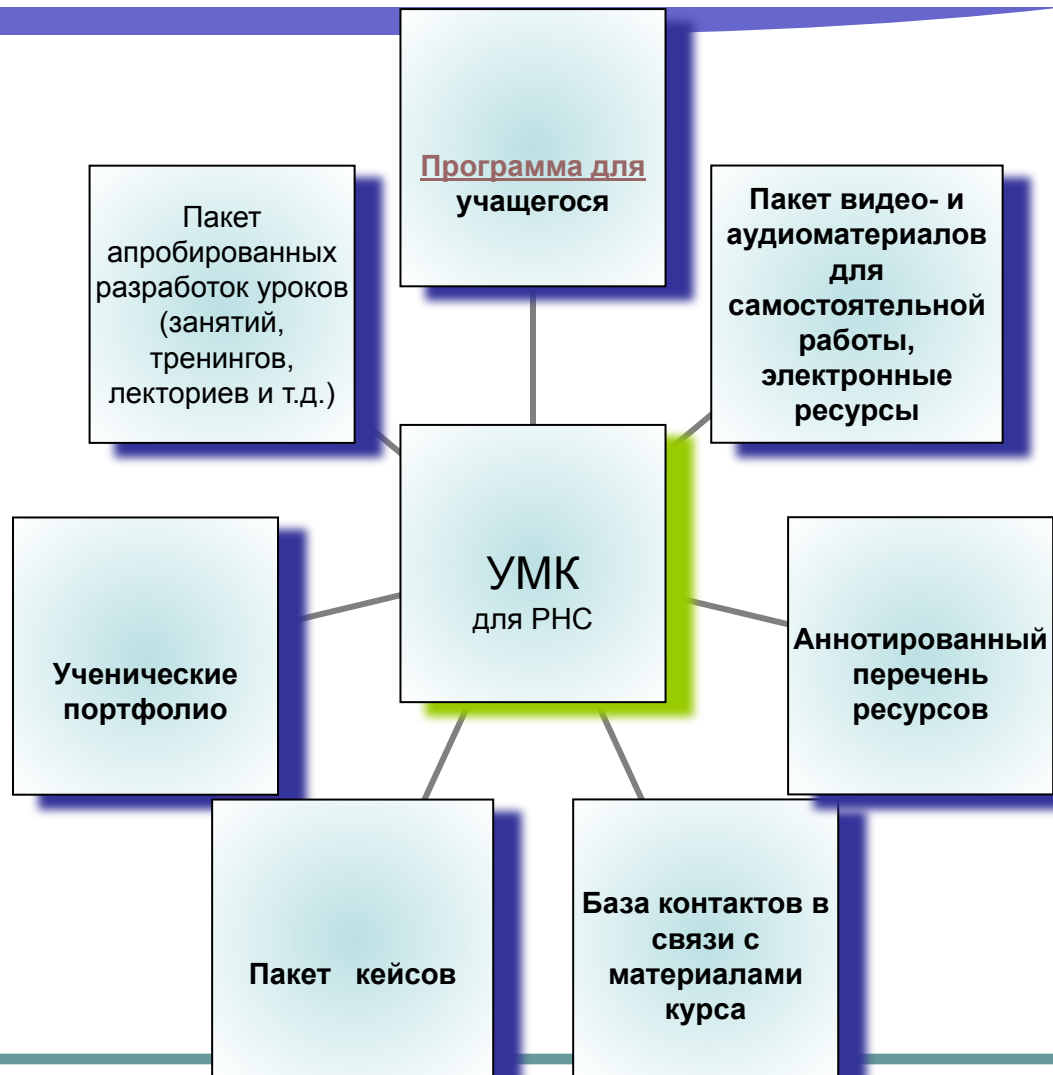 Программа для
учащегося
Пакет
апробированных
разработок уроков
(занятий,
тренингов,
лекториев и т.д.)
Пакет видео- и
аудиоматериалов
для
самостоятельной
работы,
электронные
ресурсы
УМК
для РНС
Ученические
портфолио
Аннотированный
перечень
ресурсов
Пакет кейсов
База контактов в
связи с
материалами
курса